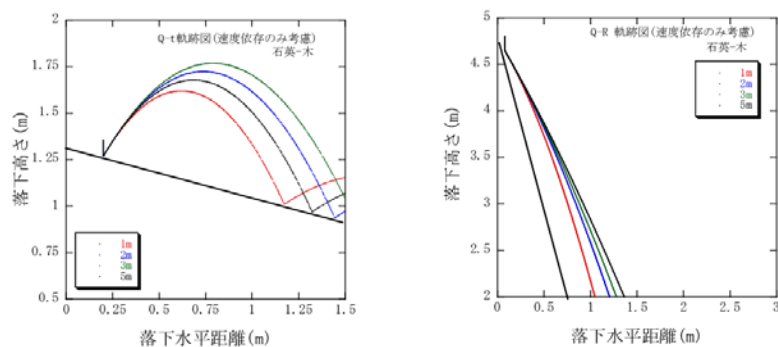 Q-t軌跡図(速度依存のみ考慮)
石英-木
落下高さ(m)
2
1.75
1.5
1.25
1
0.75
0.5
1m
2m
3m
5m
0
0.25
0.5
0.75
1
1.25
1.5
落下水平距離(m)
Q-R 軌跡図(速度依存のみ考慮)
石英-木
落下高さ(m)
5
4.5
4
3.5
3
2.5
2
1m
2m
3m
5m
0
0.5
1
1.5
2
2.5
3
落下水平距離(m)